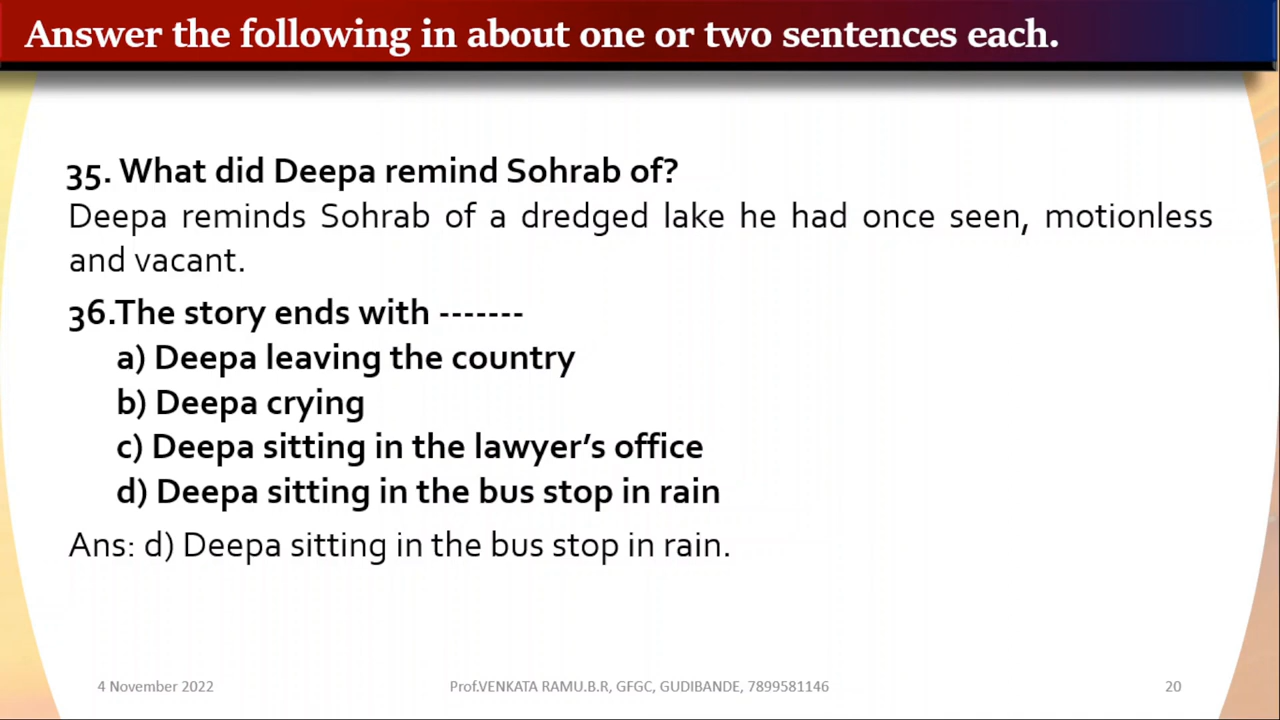 Answer the following in about one or two sentences each.
35. What did Deepa remind Sohrab of?
Deepa reminds Sohrab of a dredged lake he had once seen, motionless
and vacant.
36.The story ends with -------
a) Deepa leaving the country
b) Deepa crying
c) Deepa sitting in the lawyer’s office
d) Deepa sitting in the bus stop in rain
Ans: d) Deepa sitting in the bus stop in rain.
4 November 2022
Prof.VENKATA RAMU.B.R, GFGC, GUDIBANDE, 7899581146
20